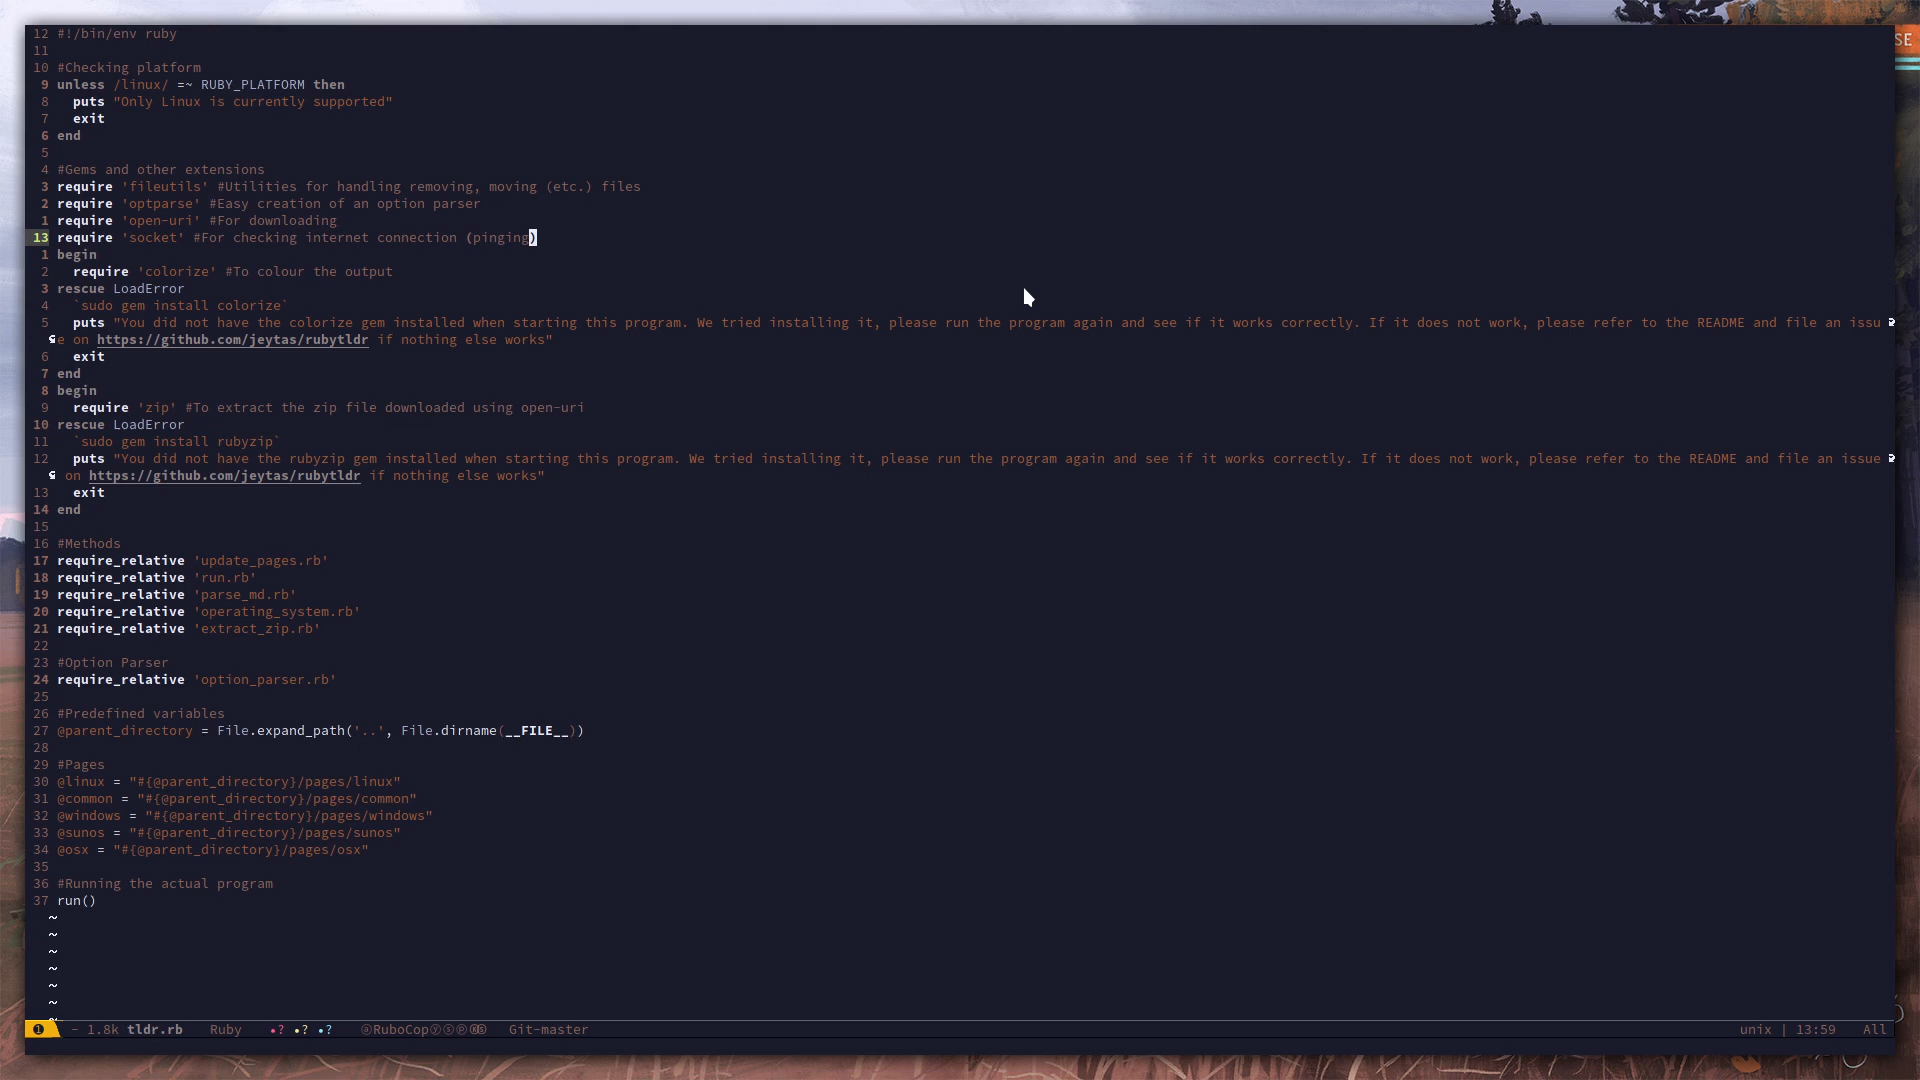 SE
12 #!/bin/env ruby
11
10 #Checking platform
9 unless /linux/ =~ RUBY_PLATFORM then
8   puts "Only Linux is currently supported"
7   exit
6 end
5
4 #Gems and other extensions
3 require 'fileutils' #Utilities for handling removing, moving (etc.) files
2 require 'optparse' #Easy creation of an option parser
1 require 'open-uri' #For downloading
13 require 'socket' #For checking internet connection (pinging)
1 begin
2   require 'colorize' #To colour the output
3 rescue LoadError
4   `sudo gem install colorize`
5   puts "You did not have the colorize gem installed when starting this program. We tried installing it, please run the program again and see if it works correctly. If it does not work, please refer to the README and file an issu
e on https://github.com/jeytas/rubytldr if nothing else works"
6   exit
7 end
8 begin
9   require 'zip' #To extract the zip file downloaded using open-uri
10 rescue LoadError
11   `sudo gem install rubyzip`
12   puts "You did not have the rubyzip gem installed when starting this program. We tried installing it, please run the program again and see if it works correctly. If it does not work, please refer to the README and file an issue
on https://github.com/jeytas/rubytldr if nothing else works"
13   exit
14 end
15
16 #Methods
17 require_relative 'update_pages.rb'
18 require_relative 'run.rb'
19 require_relative 'parse_md.rb'
20 require_relative 'operating_system.rb'
21 require_relative 'extract_zip.rb'
22
23 #Option Parser
24 require_relative 'option_parser.rb'
25
26 #Predefined variables
27 @parent_directory = File.expand_path('..', File.dirname(__FILE__))
28
29 #Pages
30 @linux = "#{@parent_directory}/pages/linux"
31 @common = "#{@parent_directory}/pages/common"
32 @windows = "#{@parent_directory}/pages/windows"
33 @sunos = "#{@parent_directory}/pages/sunos"
34 @osx = "#{@parent_directory}/pages/osx"
35
36 #Running the actual program
37 run()
~
~
~
~
~
~
~
❶ - 1.8k tldr.rb Ruby •? •? •? ⓐRuboCopⓨⓢⓟ Git-master unix | 13:59 All